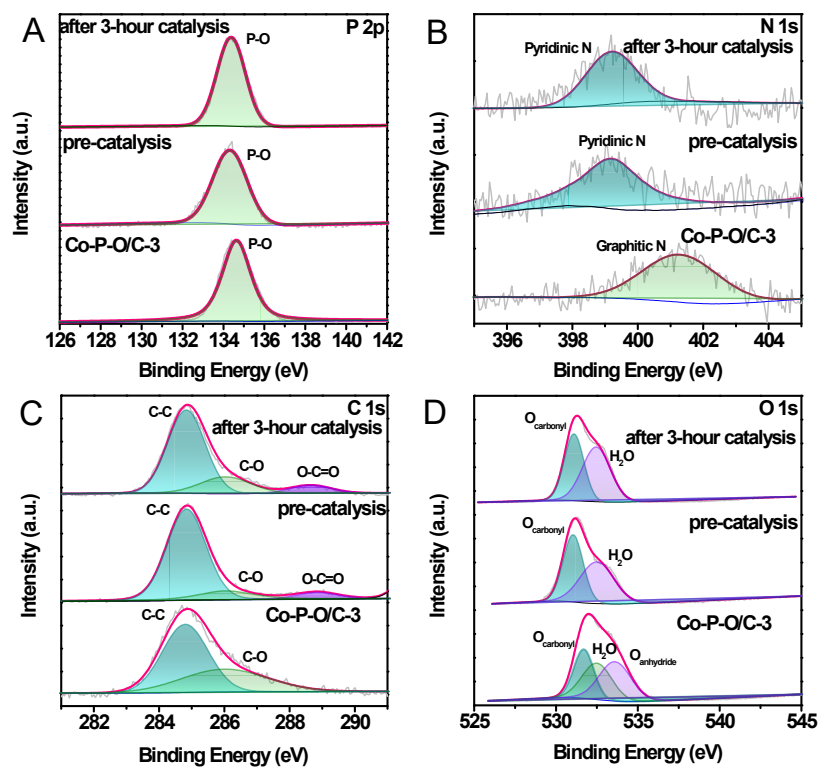 A
after 3-hour catalysis
P 2p
P-O
pre-catalysis
P-O
Co-P-O/C-3
P-O
126 128 130 132 134 136 138 140 142
Binding Energy (eV)
Intensity (a.u.)
B
N 1s
after 3-hour catalysis
Pyridinic N
pre-catalysis
Pyridinic N
Co-P-O/C-3
Graphitic N
396 398 400 402 404
Binding Energy (eV)
Intensity (a.u.)
C
C 1s
after 3-hour catalysis
C-C
C-O
O-C=O
pre-catalysis
C-C
C-O
O-C=O
Co-P-O/C-3
C-C
C-O
282 284 286 288 290
Binding Energy (eV)
Intensity (a.u.)
D
O 1s
after 3-hour catalysis
Ocarbonyl
H2O
pre-catalysis
Ocarbonyl
H2O
Co-P-O/C-3
Ocarbonyl
H2O
Oanhydride
525 530 535 540 545
Binding Energy (eV)
Intensity (a.u.)